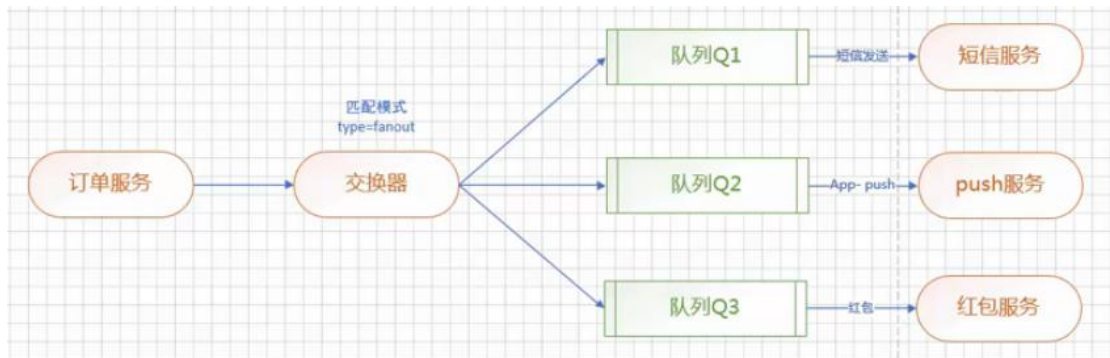 队列Q1
短信发送
短信服务
匹配模式
type=fanout
订单服务
交换器
队列Q2
App- push
push服务
队列Q3
红包
红包服务